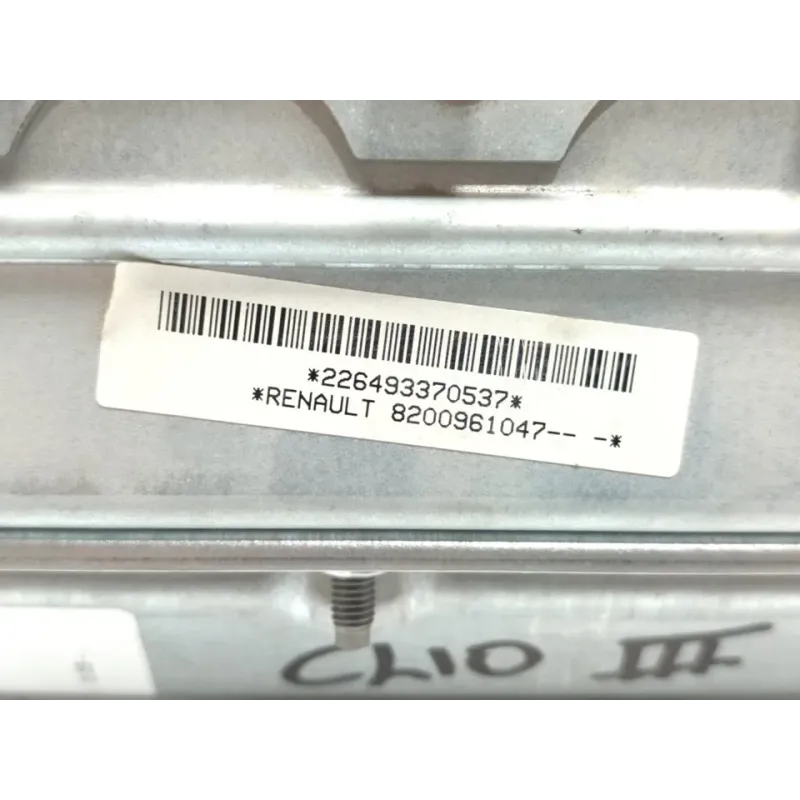 *226493370537*
*RENAULT 8200961047-- -*
CLIO III